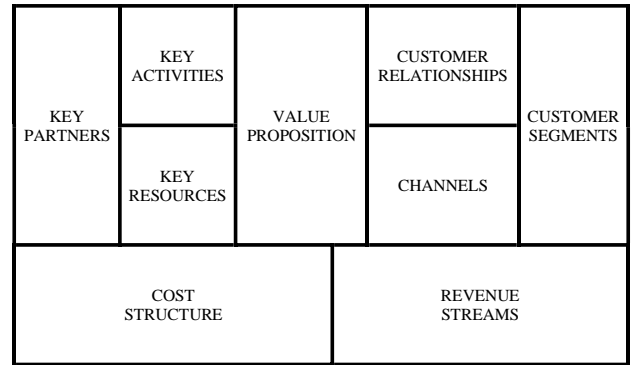 KEY
PARTNERS
KEY
ACTIVITIES
KEY
RESOURCES
VALUE
PROPOSITION
CUSTOMER
RELATIONSHIPS
CHANNELS
CUSTOMER
SEGMENTS
COST
STRUCTURE
REVENUE
STREAMS